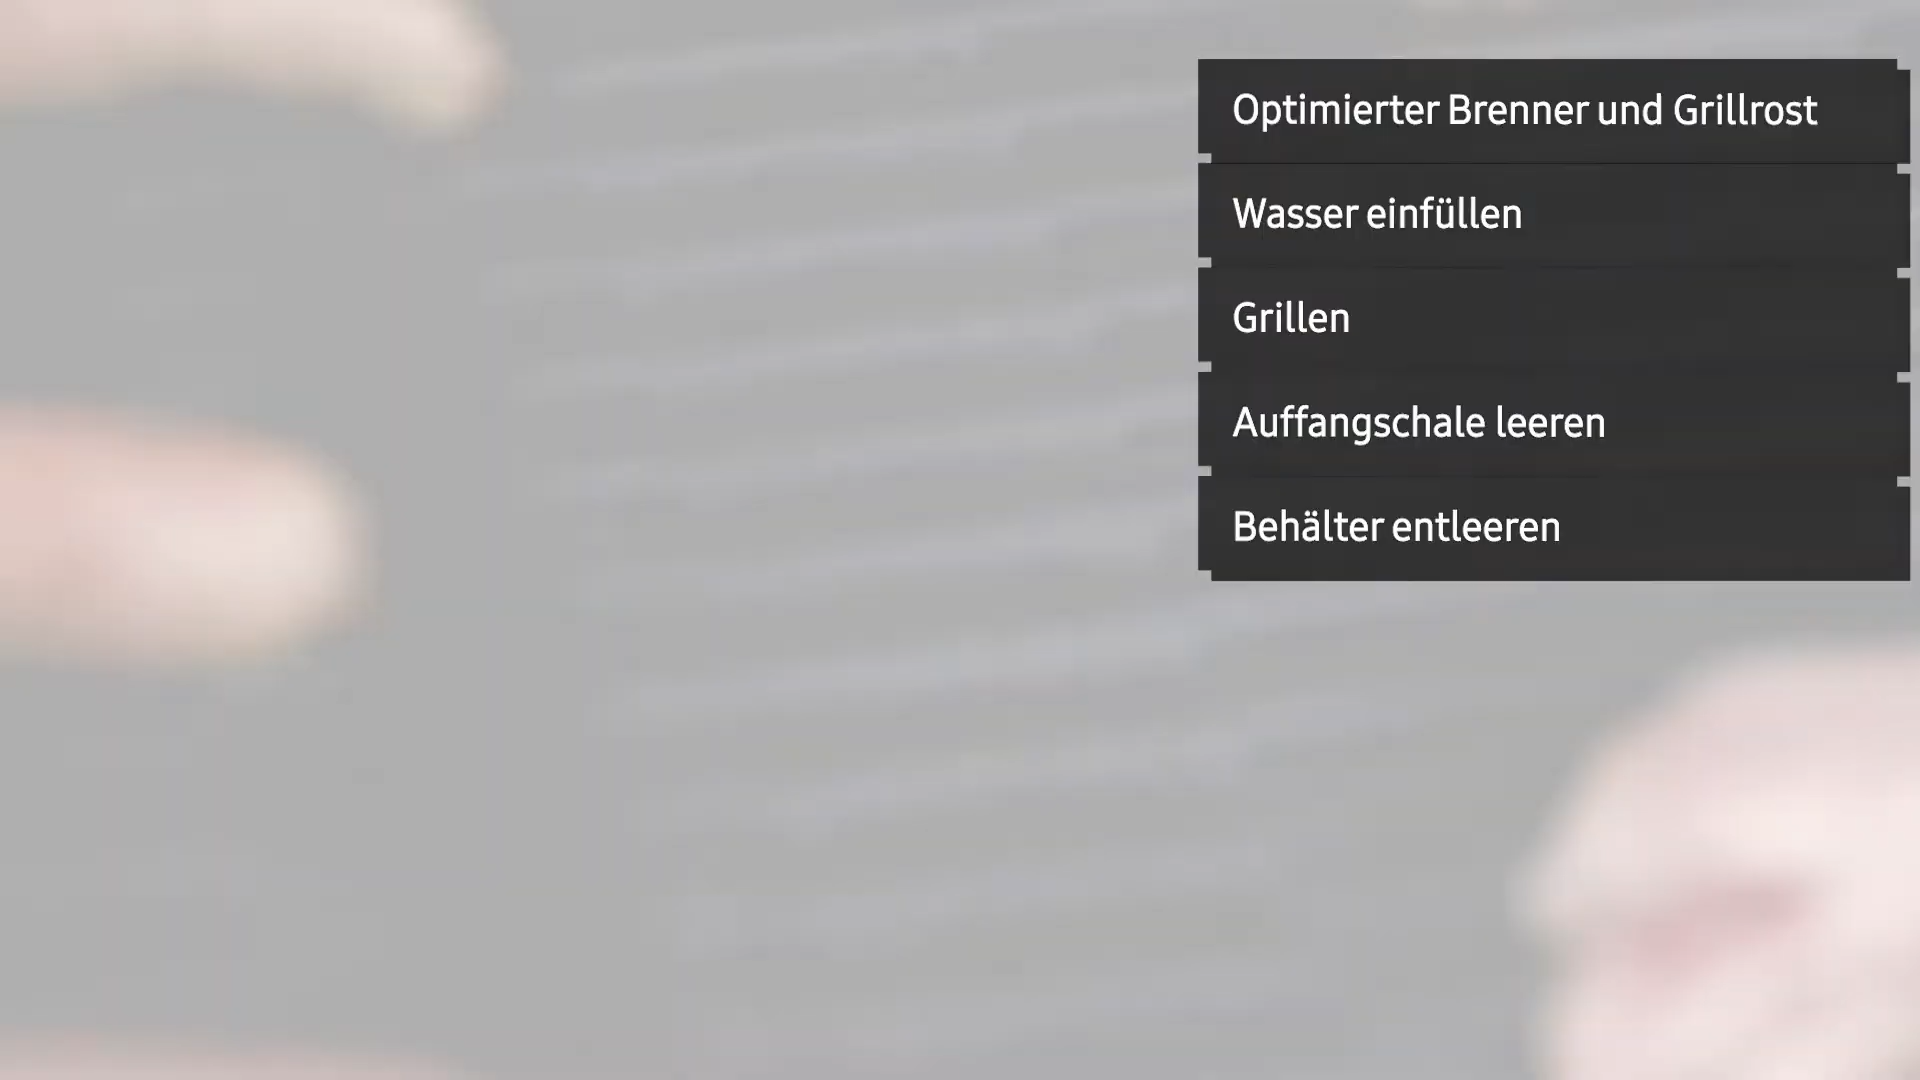 Optimierter Brenner und Grillrost
Wasser einfüllen
Grillen
Auffangschale leeren
Behälter entleeren